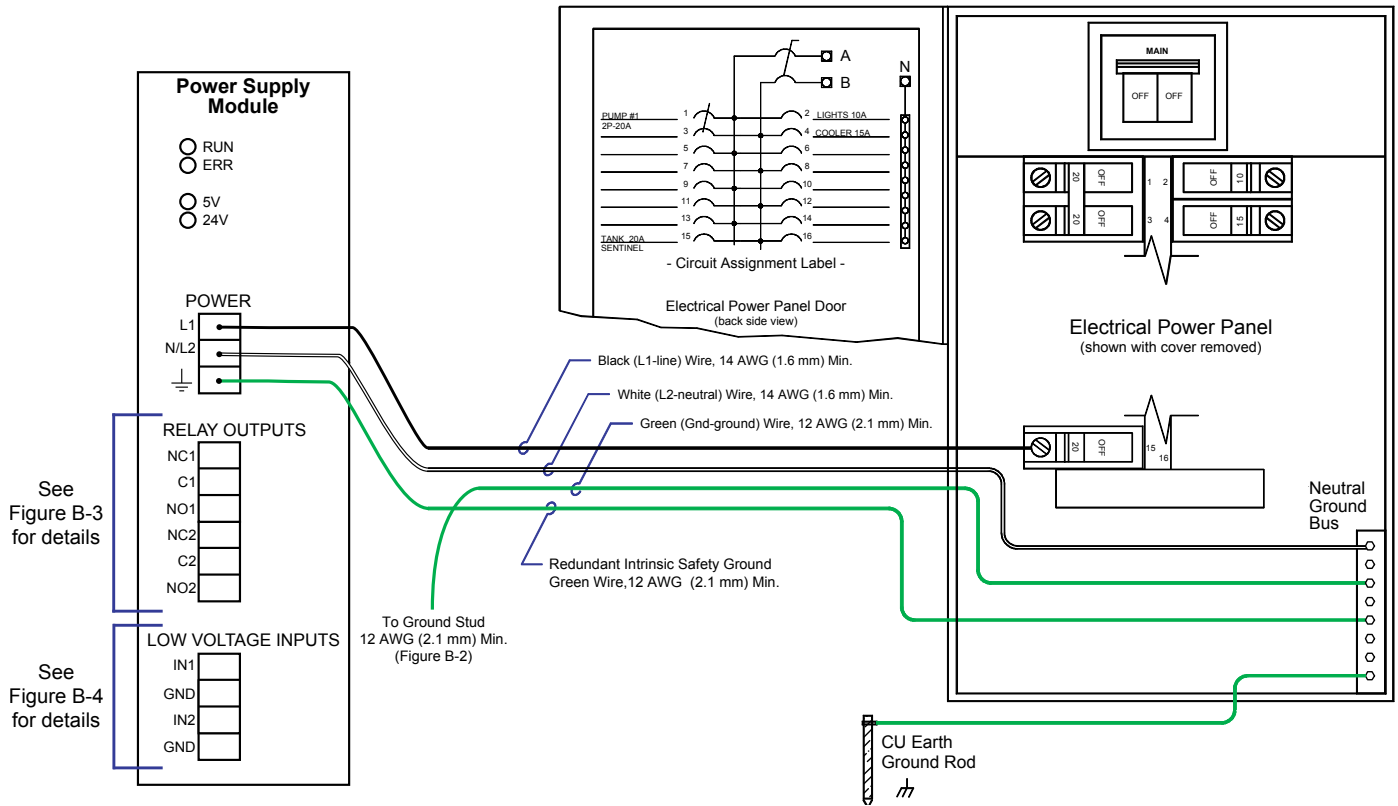 Power Supply
Module
RUN
ERR
5V
24V
POWER
L1
N/L2
RELAY OUTPUTS
NC1
C1
NO1
NC2
C2
NO2
See
Figure B-3
for details
LOW VOLTAGE INPUTS
IN1
GND
IN2
GND
See
Figure B-4
for details
A
B
N
PUMP #1 1 2 LIGHTS 10A
2P-20A 3 4 COOLER 15A
5 6
7 8
9 10
11 12
13 14
TANK 20A 15 16
SENTINEL
- Circuit Assignment Label -
Electrical Power Panel Door
(back side view)
Black (L1-line) Wire, 14 AWG (1.6 mm) Min.
White (L2-neutral) Wire, 14 AWG (1.6 mm) Min.
Green (Gnd-ground) Wire, 12 AWG (2.1 mm) Min.
Redundant Intrinsic Safety Ground
Green Wire,12 AWG (2.1 mm) Min.
To Ground Stud
12 AWG (2.1 mm) Min.
(Figure B-2)
MAIN
OFF OFF
20 OFF 1 2 OFF 10
20 OFF 3 4 OFF 15
Electrical Power Panel
(shown with cover removed)
20 OFF 15
16
Neutral
Ground
Bus
CU Earth
Ground Rod